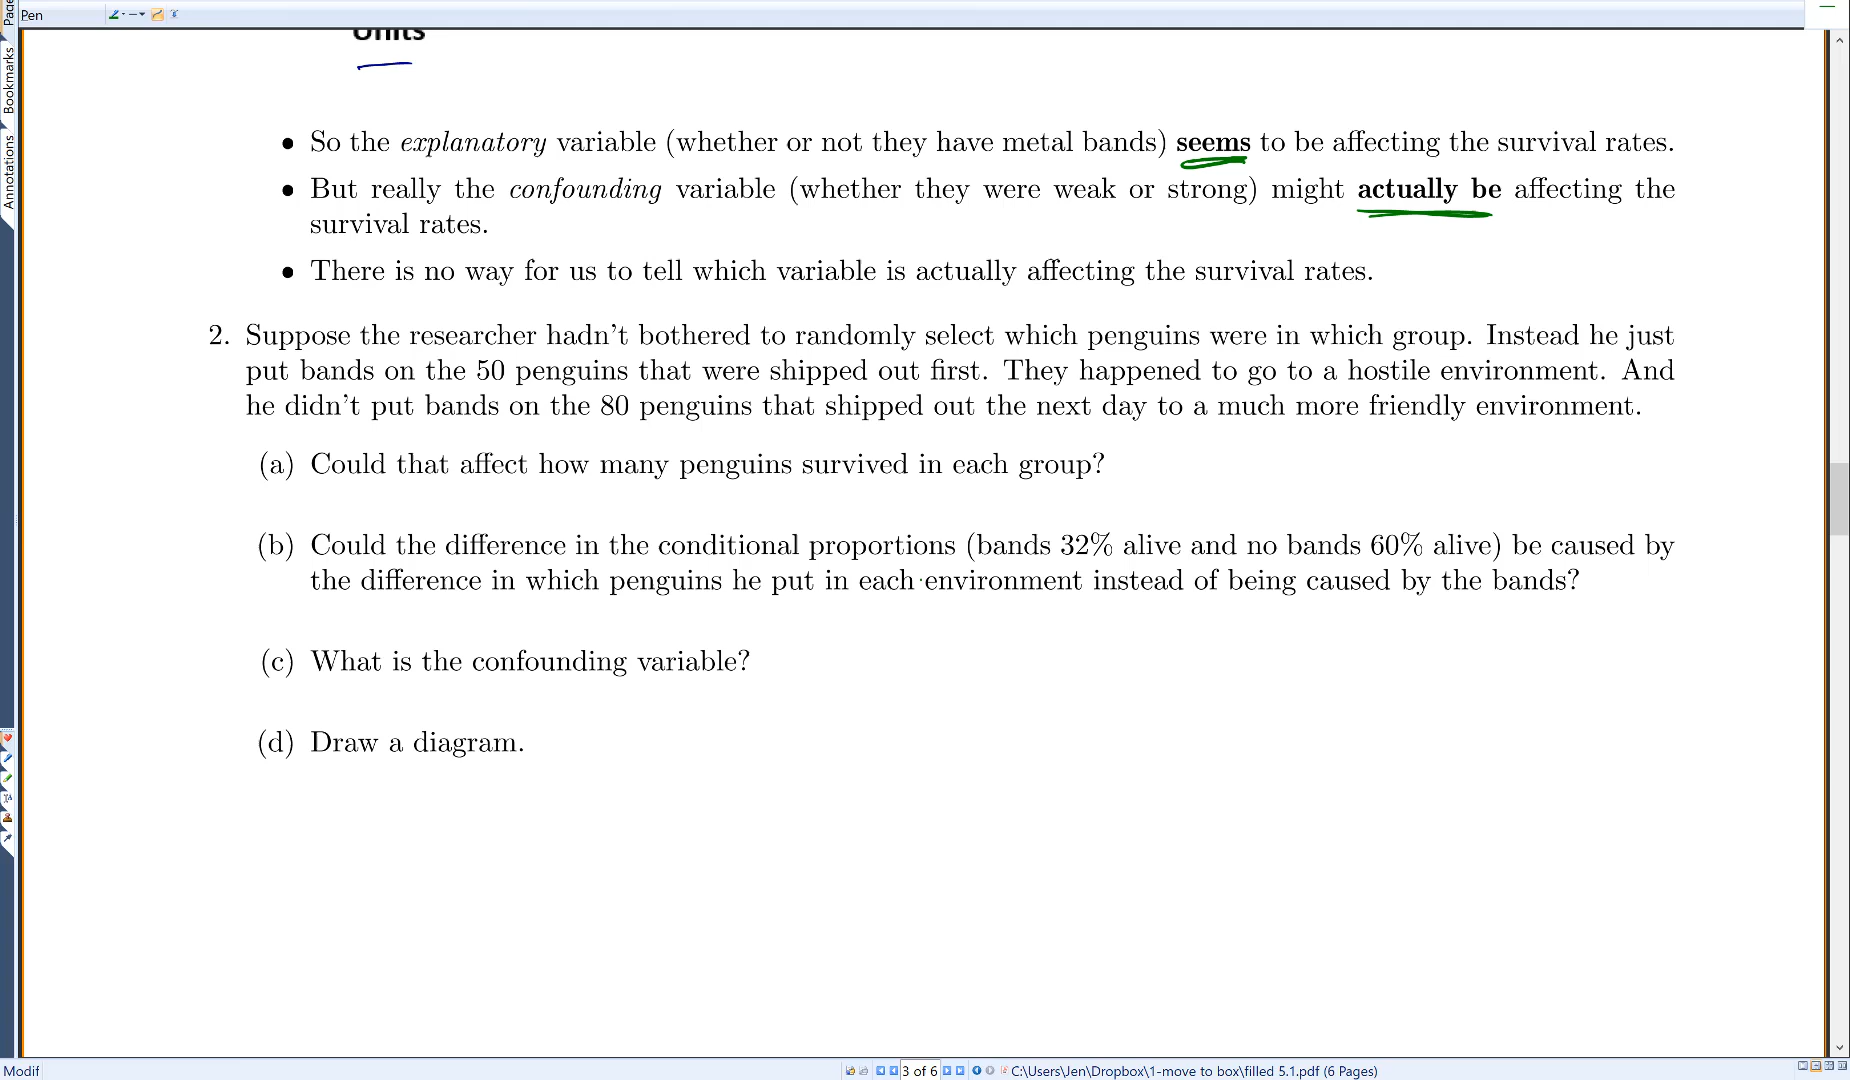 Page
Pen
Bookmarks
Annotations
Units
• So the explanatory variable (whether or not they have metal bands) seems to be affecting the survival rates.
• But really the confounding variable (whether they were weak or strong) might actually be affecting the
survival rates.
• There is no way for us to tell which variable is actually affecting the survival rates.
2. Suppose the researcher hadn't bothered to randomly select which penguins were in which group. Instead he just
put bands on the 50 penguins that were shipped out first. They happened to go to a hostile environment. And
he didn't put bands on the 80 penguins that shipped out the next day to a much more friendly environment.
(a) Could that affect how many penguins survived in each group?
(b) Could the difference in the conditional proportions (bands 32% alive and no bands 60% alive) be caused by
the difference in which penguins he put in each environment instead of being caused by the bands?
(c) What is the confounding variable?
(d) Draw a diagram.
Modif
3 of 6
C:\Users\Jen\Dropbox\1-move to box\filled 5.1.pdf (6 Pages)